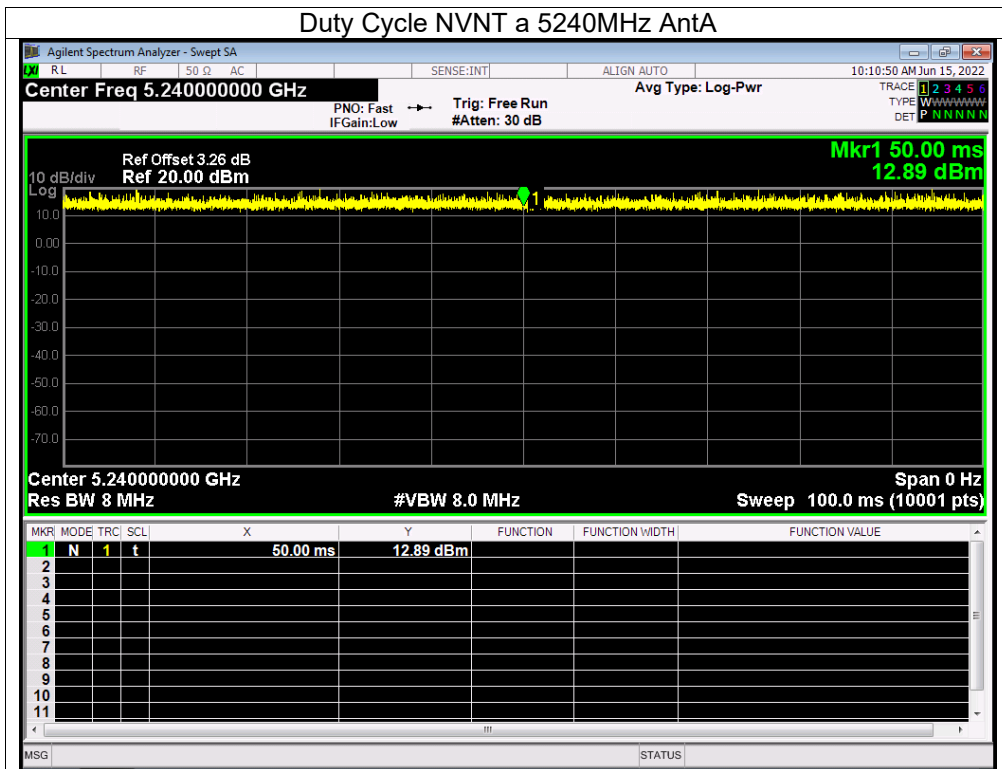 Duty Cycle NVNT a 5240MHz AntA
Agilent Spectrum Analyzer - Swept SA
LXI RL RF 50 Ω AC SENSE:INT ALIGN AUTO 10:10:50 AM Jun 15, 2022
Center Freq 5.240000000 GHz Avg Type: Log-Pwr TRACE 1 2 3 4 5 6
PNO: Fast Trig: Free Run TYPE WWWWWW
IFGain:Low #Atten: 30 dB DET P N N N N N
Mkr1 50.00 ms
Ref Offset 3.26 dB
10 dB/div Ref 20.00 dBm 12.89 dBm
Log
1
10.0
0.00
-10.0
-20.0
-30.0
-40.0
-50.0
-60.0
-70.0
Center 5.240000000 GHz Span 0 Hz
Res BW 8 MHz #VBW 8.0 MHz Sweep 100.0 ms (10001 pts)
MKR MODE TRC SCL X Y FUNCTION FUNCTION WIDTH FUNCTION VALUE
1 N 1 t 50.00 ms 12.89 dBm
2
3
4
5
6
7
8
9
10
11
MSG STATUS